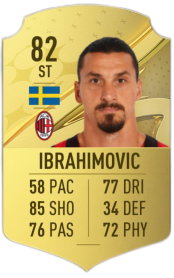 82
ST
IBRAHIMOVIC
58 PAC 77 DRI
85 SHO 34 DEF
76 PAS 72 PHY